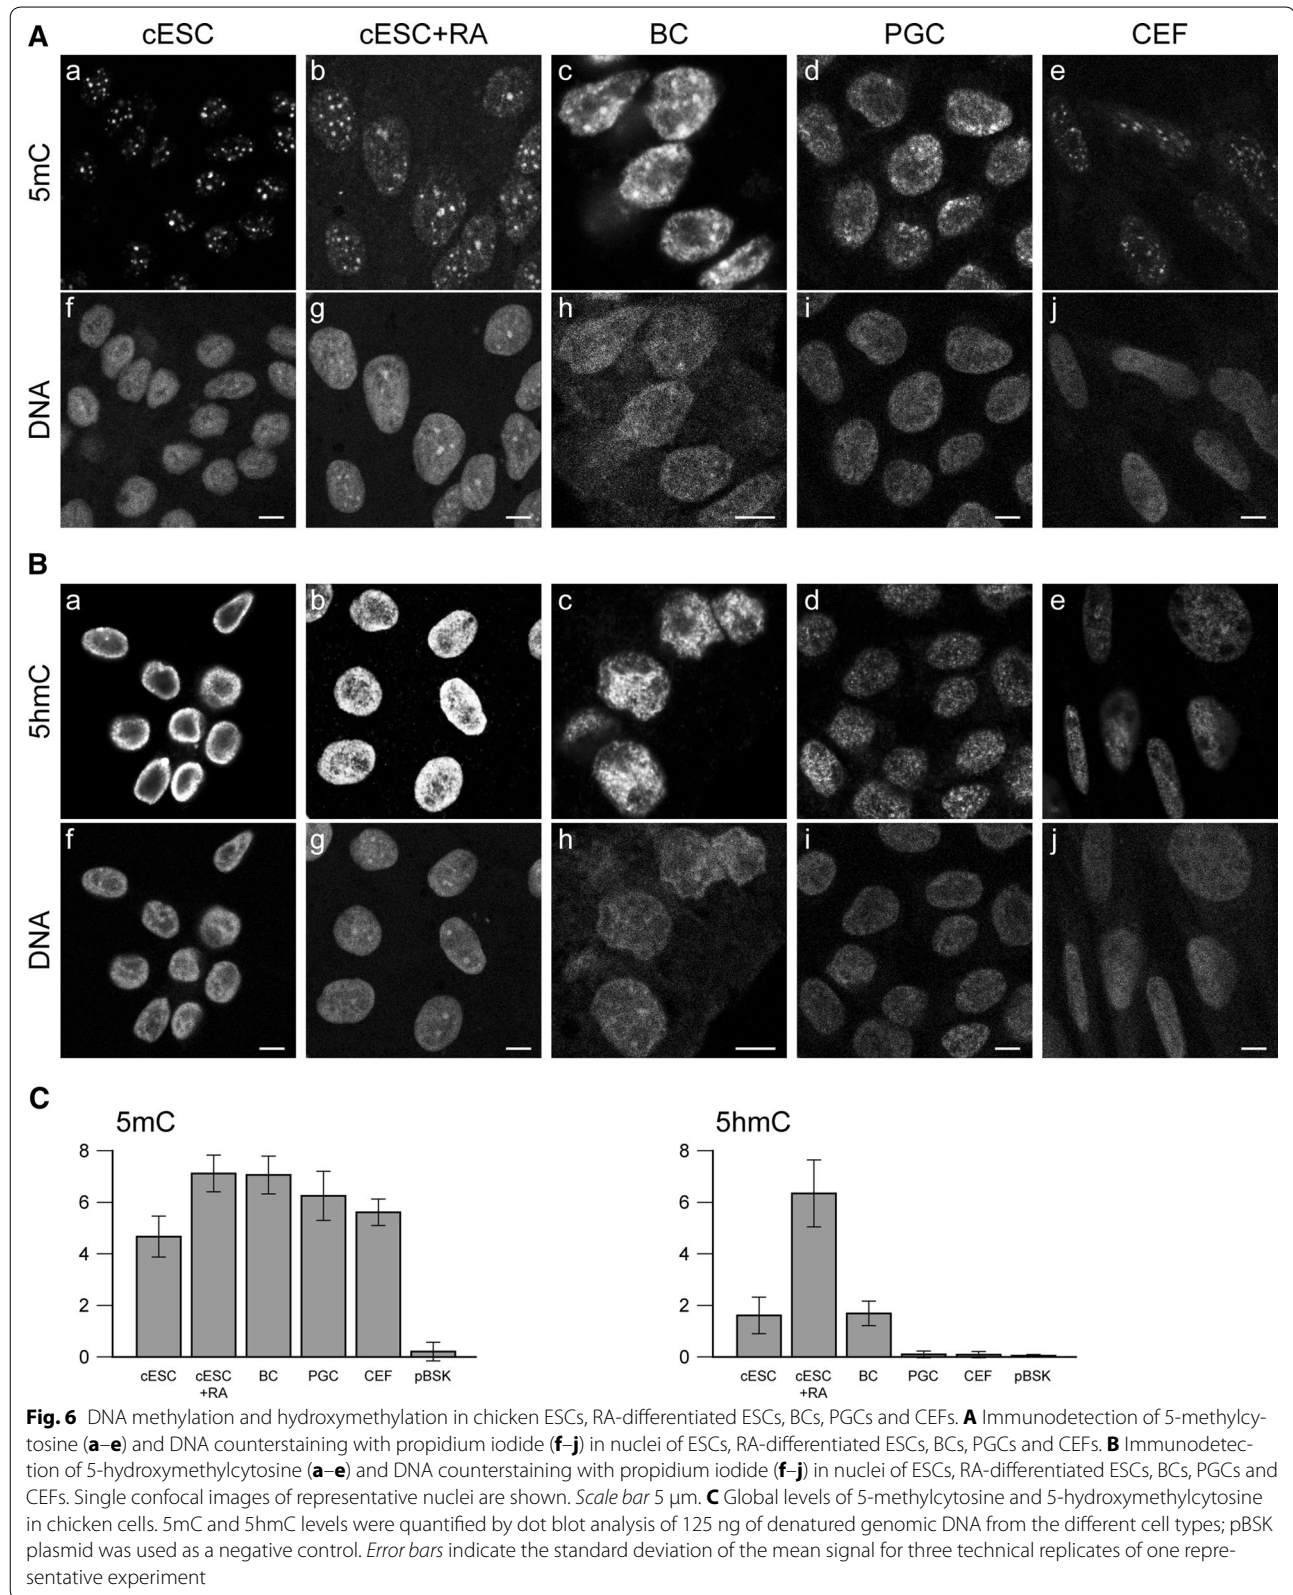 A cESC cESC+RA BC PGC CEF
5mC
a b c d e
DNA
f g h i j
B
5hmC
a b c d e
DNA
f g h i j
C
5mC 5hmC
8 8
6 6
4 4
2 2
0 0
cESC cESC BC PGC CEF pBSK cESC cESC BC PGC CEF pBSK
+RA +RA
Fig. 6 DNA methylation and hydroxymethylation in chicken ESCs, RA-differentiated ESCs, BCs, PGCs and CEFs. A Immunodetection of 5-methylcy-
tosine (a–e) and DNA counterstaining with propidium iodide (f–j) in nuclei of ESCs, RA-differentiated ESCs, BCs, PGCs and CEFs. B Immunodetec-
tion of 5-hydroxymethylcytosine (a–e) and DNA counterstaining with propidium iodide (f–j) in nuclei of ESCs, RA-differentiated ESCs, BCs, PGCs and
CEFs. Single confocal images of representative nuclei are shown. Scale bar 5 μm. C Global levels of 5-methylcytosine and 5-hydroxymethylcytosine
in chicken cells. 5mC and 5hmC levels were quantified by dot blot analysis of 125 ng of denatured genomic DNA from the different cell types; pBSK
plasmid was used as a negative control. Error bars indicate the standard deviation of the mean signal for three technical replicates of one repre-
sentative experiment